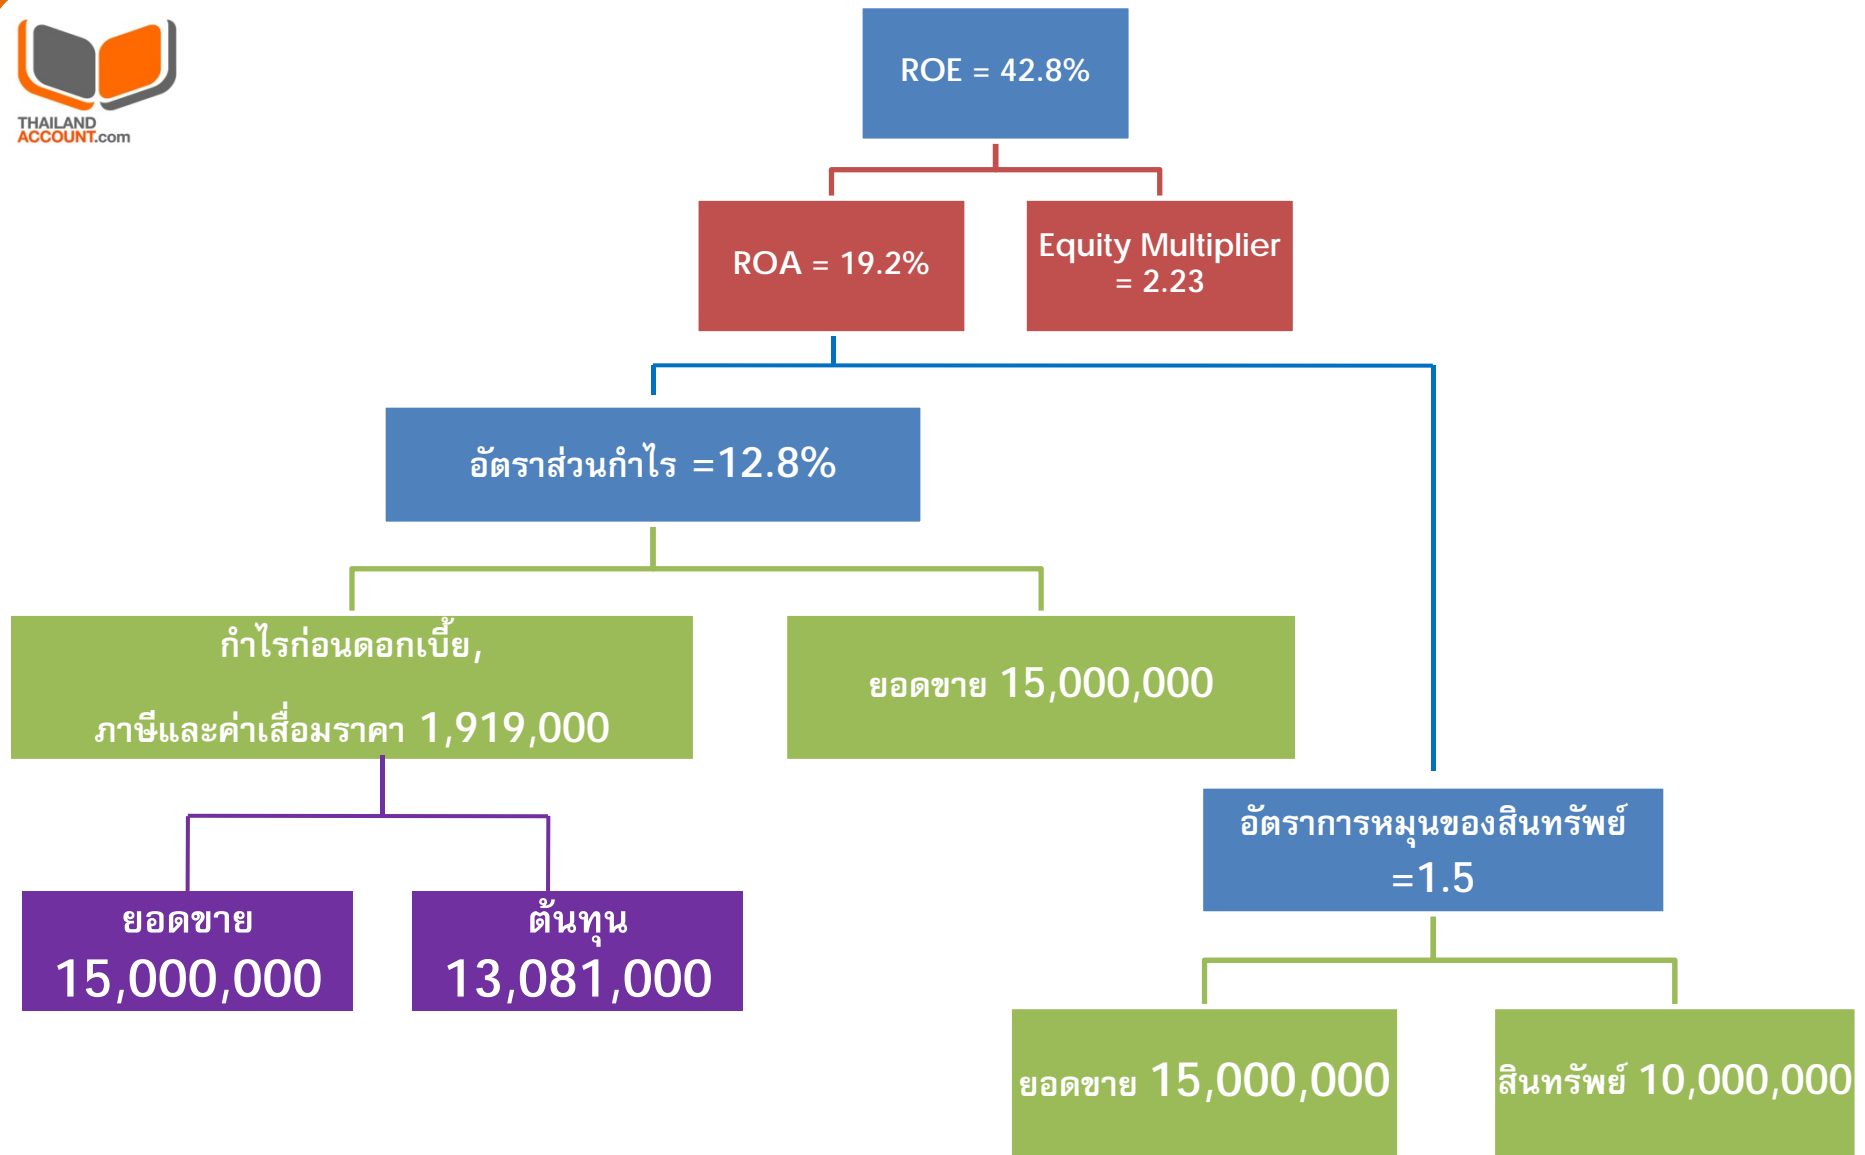 THAILAND
ACCOUNT.com
ROE = 42.8%
ROA = 19.2%
Equity Multiplier
= 2.23
อัตราส่วนกำไร =12.8%
กำไรก่อนดอกเบี้ย,
ภาษีและค่าเสื่อมราคา 1,919,000
ยอดขาย 15,000,000
อัตราการหมุนของสินทรัพย์
=1.5
ยอดขาย
15,000,000
ต้นทุน
13,081,000
ยอดขาย 15,000,000
สินทรัพย์ 10,000,000